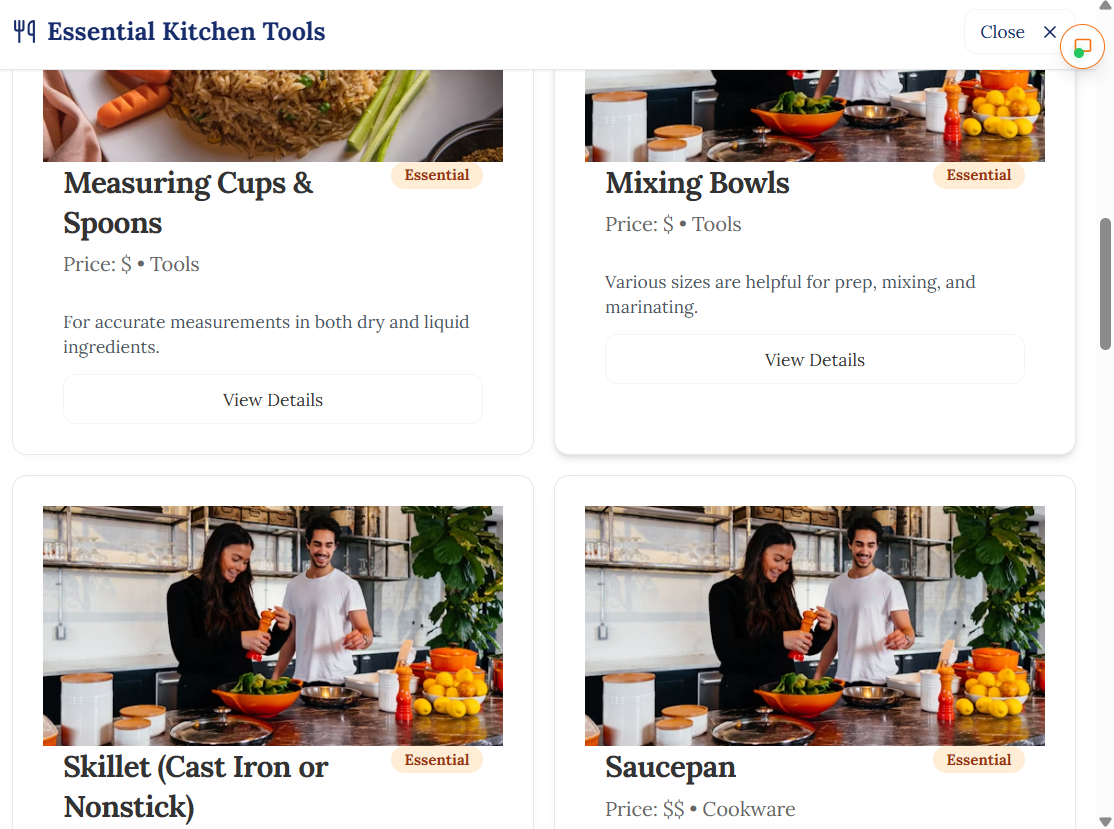 Essential Kitchen Tools
Close
Measuring Cups &
Spoons
Essential
Price: $ • Tools
For accurate measurements in both dry and liquid
ingredients.
View Details
Mixing Bowls
Essential
Price: $ • Tools
Various sizes are helpful for prep, mixing, and
marinating.
View Details
Skillet (Cast Iron or
Nonstick)
Essential
Saucepan
Essential
Price: $$ • Cookware